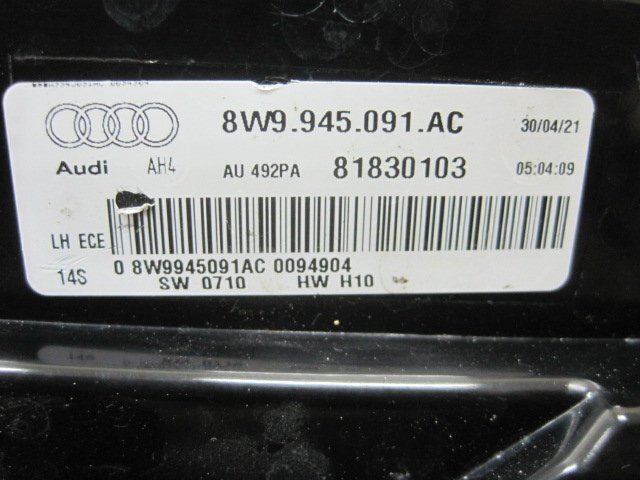 8W9.945.091.AC 30/04/21
Audi AH4 AU 492PA 81830103 05:04:09
LH ECE
14S 0 8W9945091AC 0094904
SW 0710 HW H10